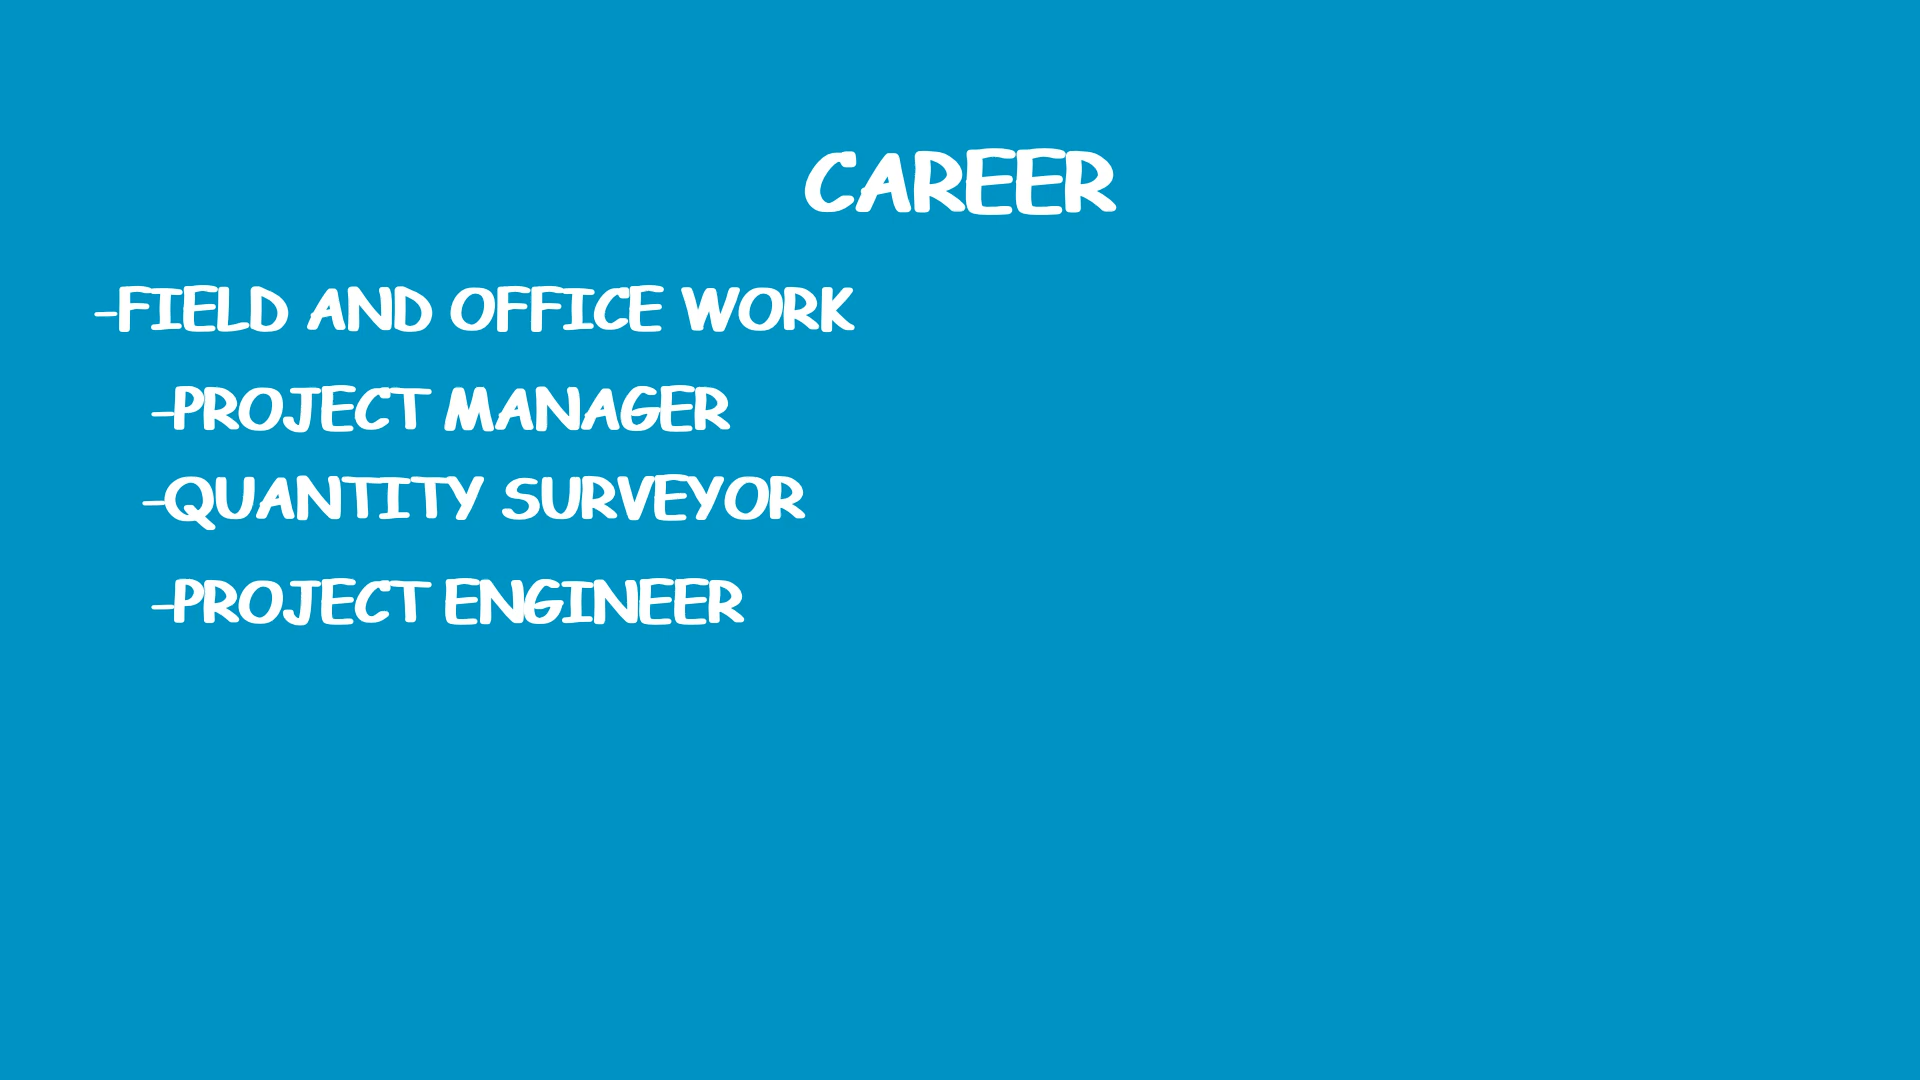 CAREER
-FIELD AND OFFICE WORK
-PROJECT MANAGER
-QUANTITY SURVEYOR
-PROJECT ENGINEER